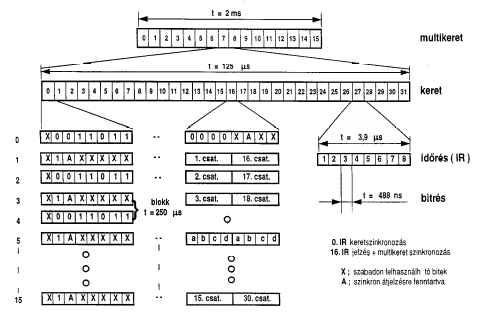 t = 2 ms
0 1 2 3 4 5 6 7 8 9 10 11 12 13 14 15
multikeret
t = 125 µs
0 1 2 3 4 5 6 7 8 9 10 11 12 13 14 15 16 17 18 19 20 21 22 23 24 25 26 27 28 29 30 31
keret
0 X 0 0 1 1 0 1 1 -- 0 0 0 0 X A X X
t = 3,9 µs
1 X 1 A X X X X X -- 1. csat. 16. csat.
1 2 3 4 5 6 7 8
időrés ( IR )
2 X 0 0 1 1 0 1 1 -- 2. csat. 17. csat.
3 X 1 A X X X X X blokk 3. csat. 18. csat.
t = 488 ns
bitrés
t = 250 µs
4 X 0 0 1 1 0 1 1
5 X 1 A X X X X X -- a b c d a b c d
0. IR keretszinkronozás
16. IR jelzés + multikeret szinkronozás
X ; szabadon felhasználh tó bitek
A ; szinkron átjelzésre fenntartva
15 X 1 A X X X X X -- 15. csat. 30. csat.